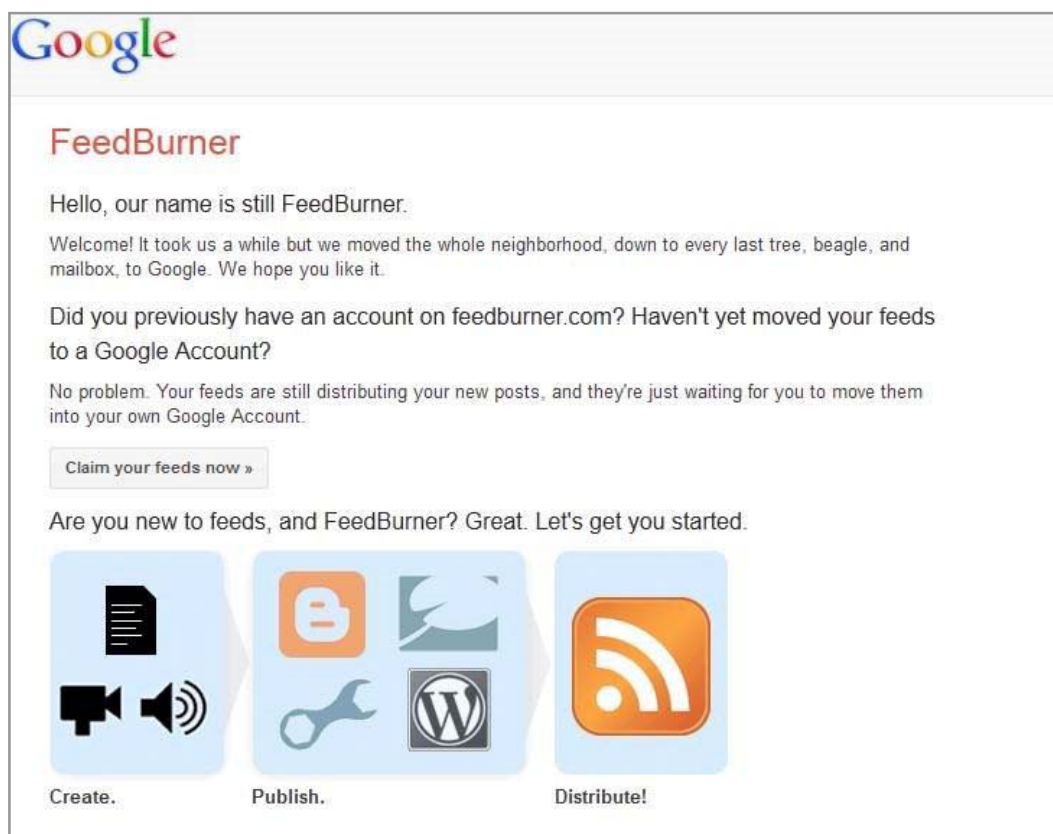 Google
FeedBurner
Hello, our name is still FeedBurner.
Welcome! It took us a while but we moved the whole neighborhood, down to every last tree, beagle, and
mailbox, to Google. We hope you like it.
Did you previously have an account on feedburner.com? Haven't yet moved your feeds
to a Google Account?
No problem. Your feeds are still distributing your new posts, and they're just waiting for you to move them
into your own Google Account.
Claim your feeds now »
Are you new to feeds, and FeedBurner? Great. Let's get you started.
Create. Publish. Distribute!